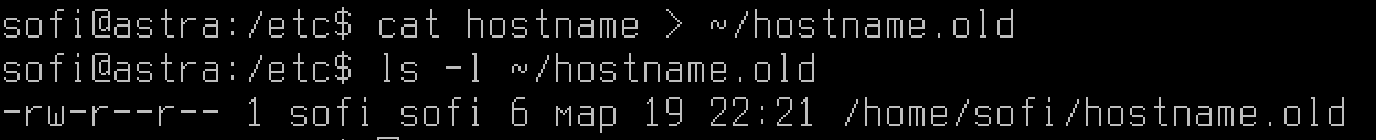 sofi@astra:/etc$ cat hostname > ~/hostname.old
sofi@astra:/etc$ ls -l ~/hostname.old
-rw-r--r-- 1 sofi sofi 6 мар 19 22:21 /home/sofi/hostname.old